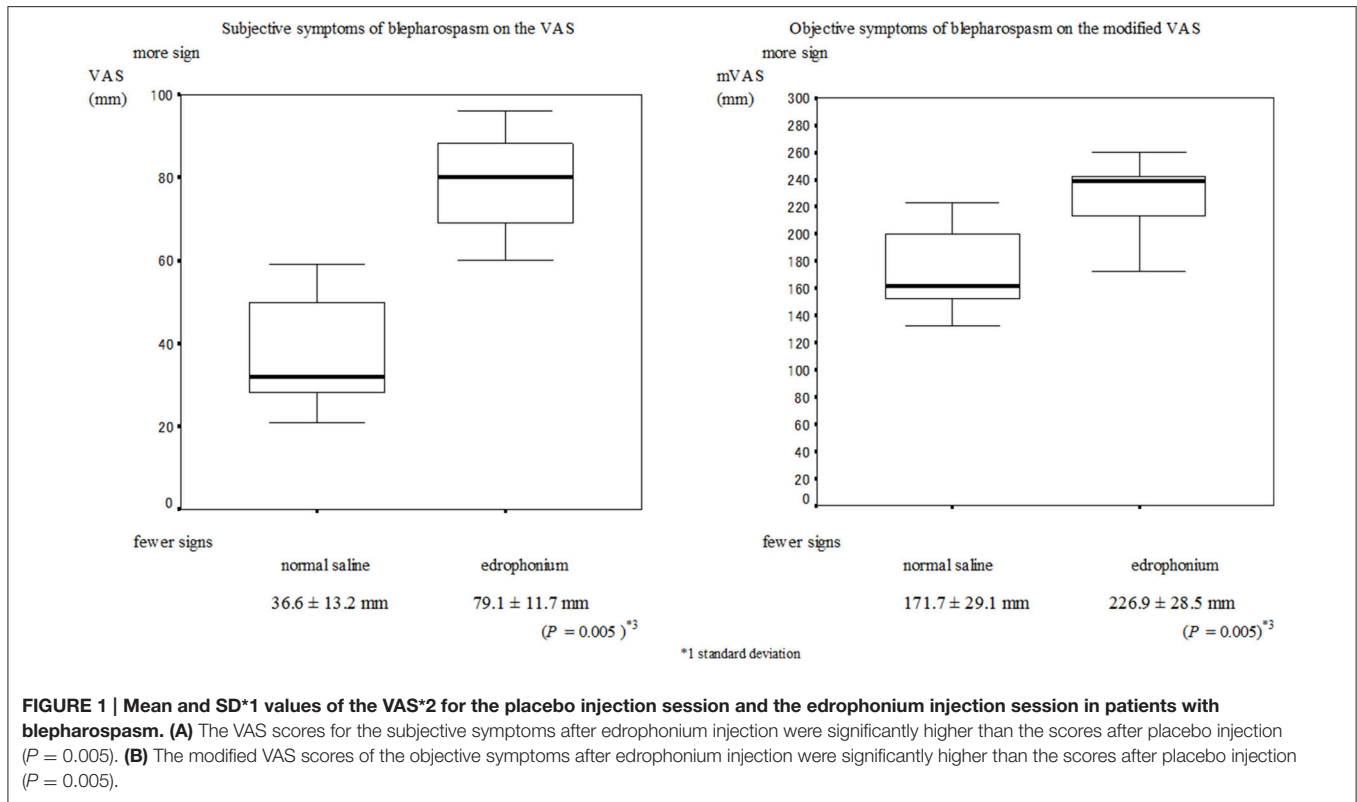 Subjective symptoms of blepharospasm on the VAS
more sign
VAS
(mm)
100
80
60
40
20
0
fewer signs
normal saline
edrophonium
36.6 ± 13.2 mm
79.1 ± 11.7 mm
(P = 0.005 )*3
Objective symptoms of blepharospasm on the modified VAS
more sign
mVAS
(mm)
300
280
260
240
220
200
180
160
140
120
100
80
60
40
20
0
fewer signs
normal saline
edrophonium
171.7 ± 29.1 mm
226.9 ± 28.5 mm
(P = 0.005)*3
*1 standard deviation
FIGURE 1 | Mean and SD*1 values of the VAS*2 for the placebo injection session and the edrophonium injection session in patients with
blepharospasm. (A) The VAS scores for the subjective symptoms after edrophonium injection were significantly higher than the scores after placebo injection
(P = 0.005). (B) The modified VAS scores of the objective symptoms after edrophonium injection were significantly higher than the scores after placebo injection
(P = 0.005).